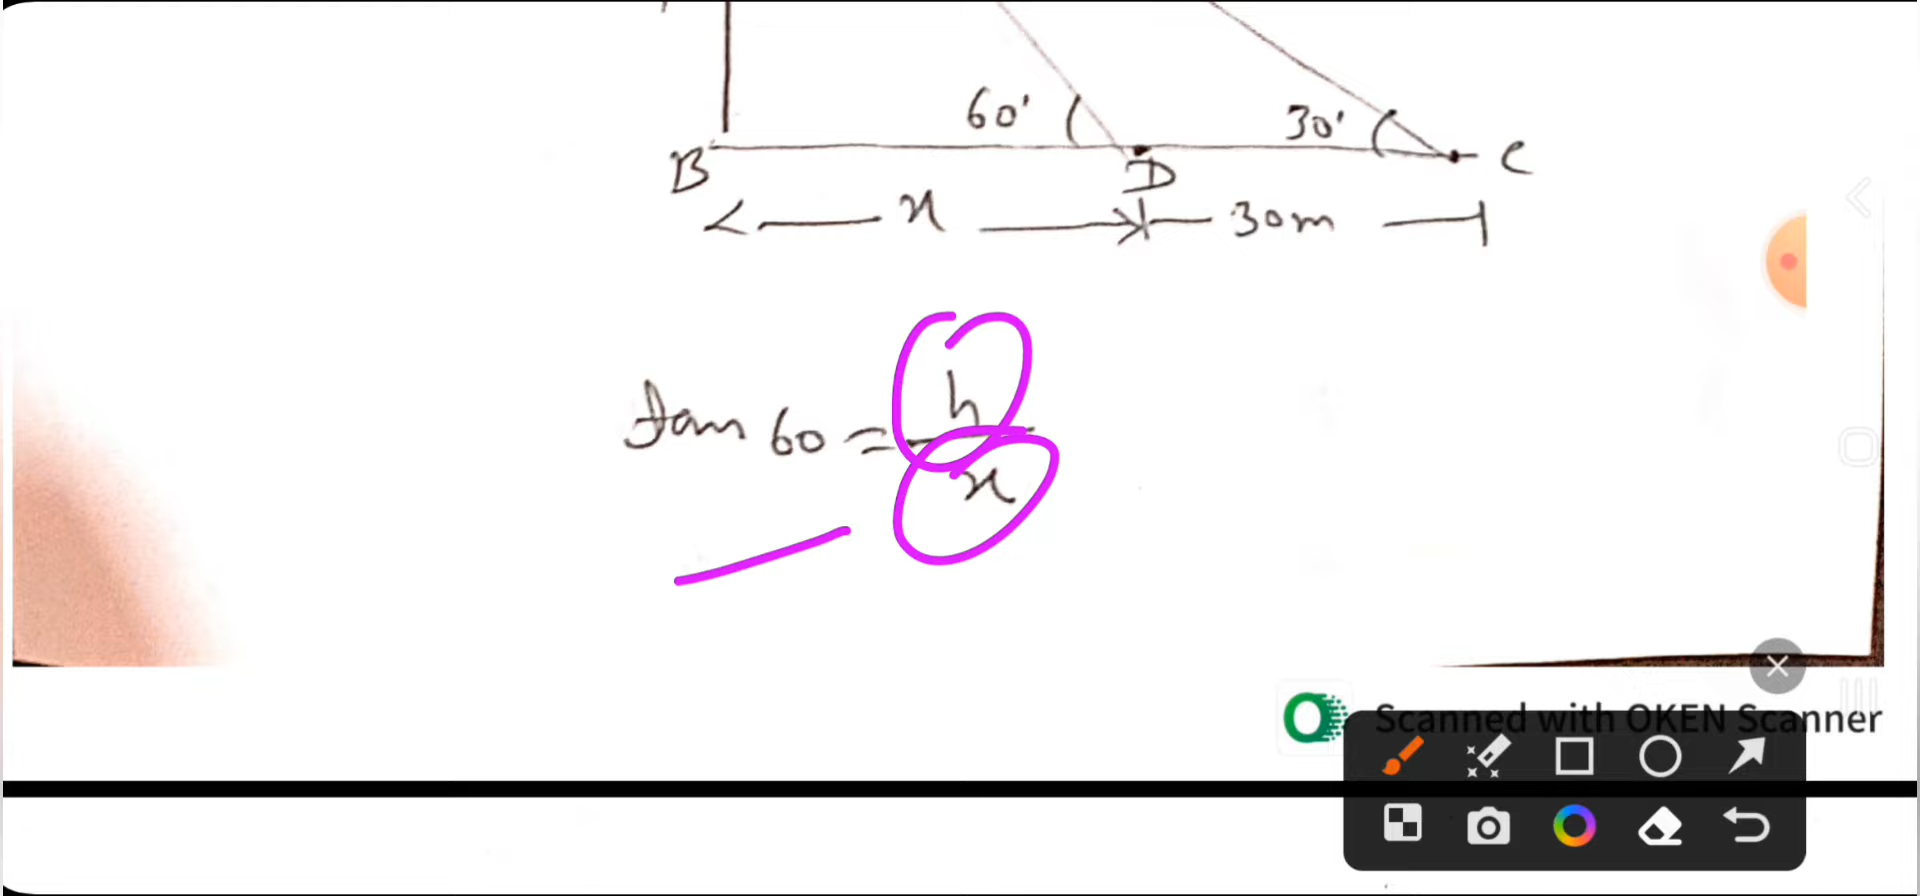 60' 30'
B D C
x 30m
tan 60 = h
x
Scanned with OKEN Scanner